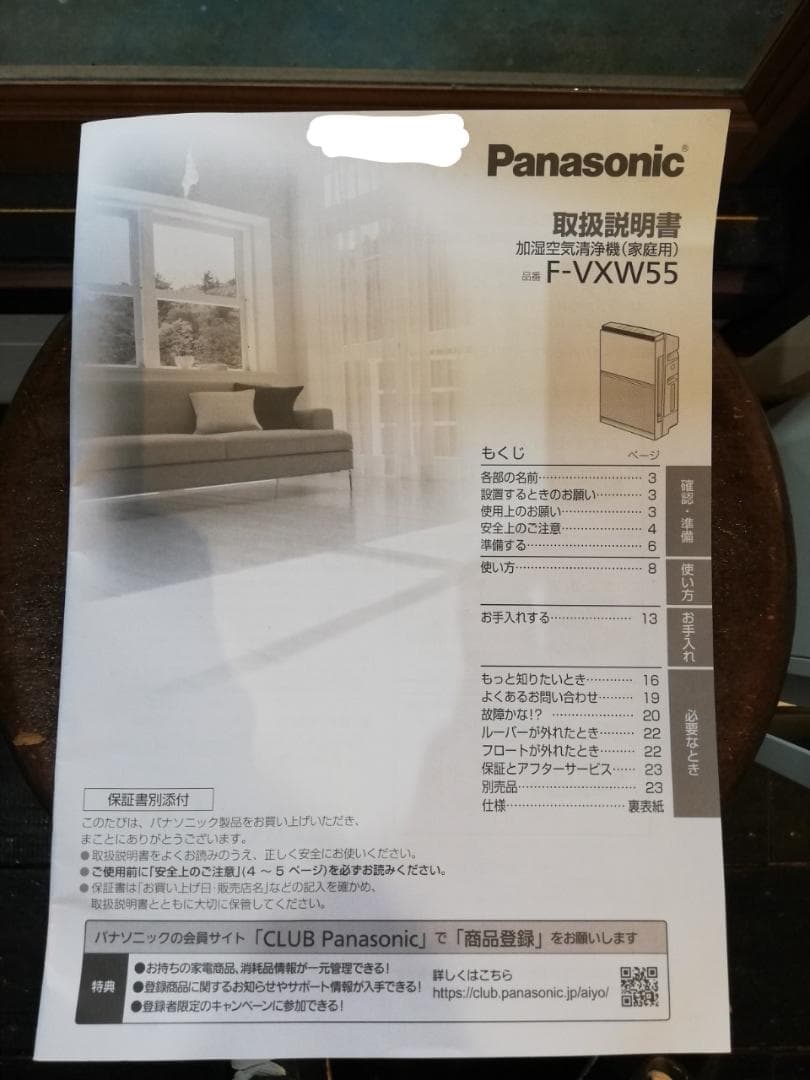 Panasonic®
取扱説明書
加湿空気清浄機(家庭用)
品番 F-VXW55
もくじ ページ
各部の名前 3
設置するときのお願い 3
使用上のお願い 3
安全上のご注意 4
準備する 6
確認・準備
使い方 8
使い方
お手入れする 13
お手入れ
もっと知りたいとき 16
よくあるお問い合わせ 19
故障かな!? 20
ルーバーが外れたとき 22
フロートが外れたとき 22
保証とアフターサービス 23
別売品 23
仕様 裏表紙
必要なとき
保証書別添付
このたびは、パナソニック製品をお買い上げいただき、
まことにありがとうございます。
●取扱説明書をよくお読みのうえ、正しく安全にお使いください。
●ご使用前に「安全上のご注意」(4 ~ 5 ページ)を必ずお読みください。
●保証書は「お買い上げ日・販売店名」などの記入を確かめ、
取扱説明書とともに大切に保管してください。
パナソニックの会員サイト「CLUB Panasonic」で「商品登録」をお願いします
特典
●お持ちの家電商品、消耗品情報が一元管理できる!
●登録商品に関するお知らせやサポート情報が入手できる!
●登録者限定のキャンペーンに参加できる!
詳しくはこちら
https://club.panasonic.jp/aiyo/